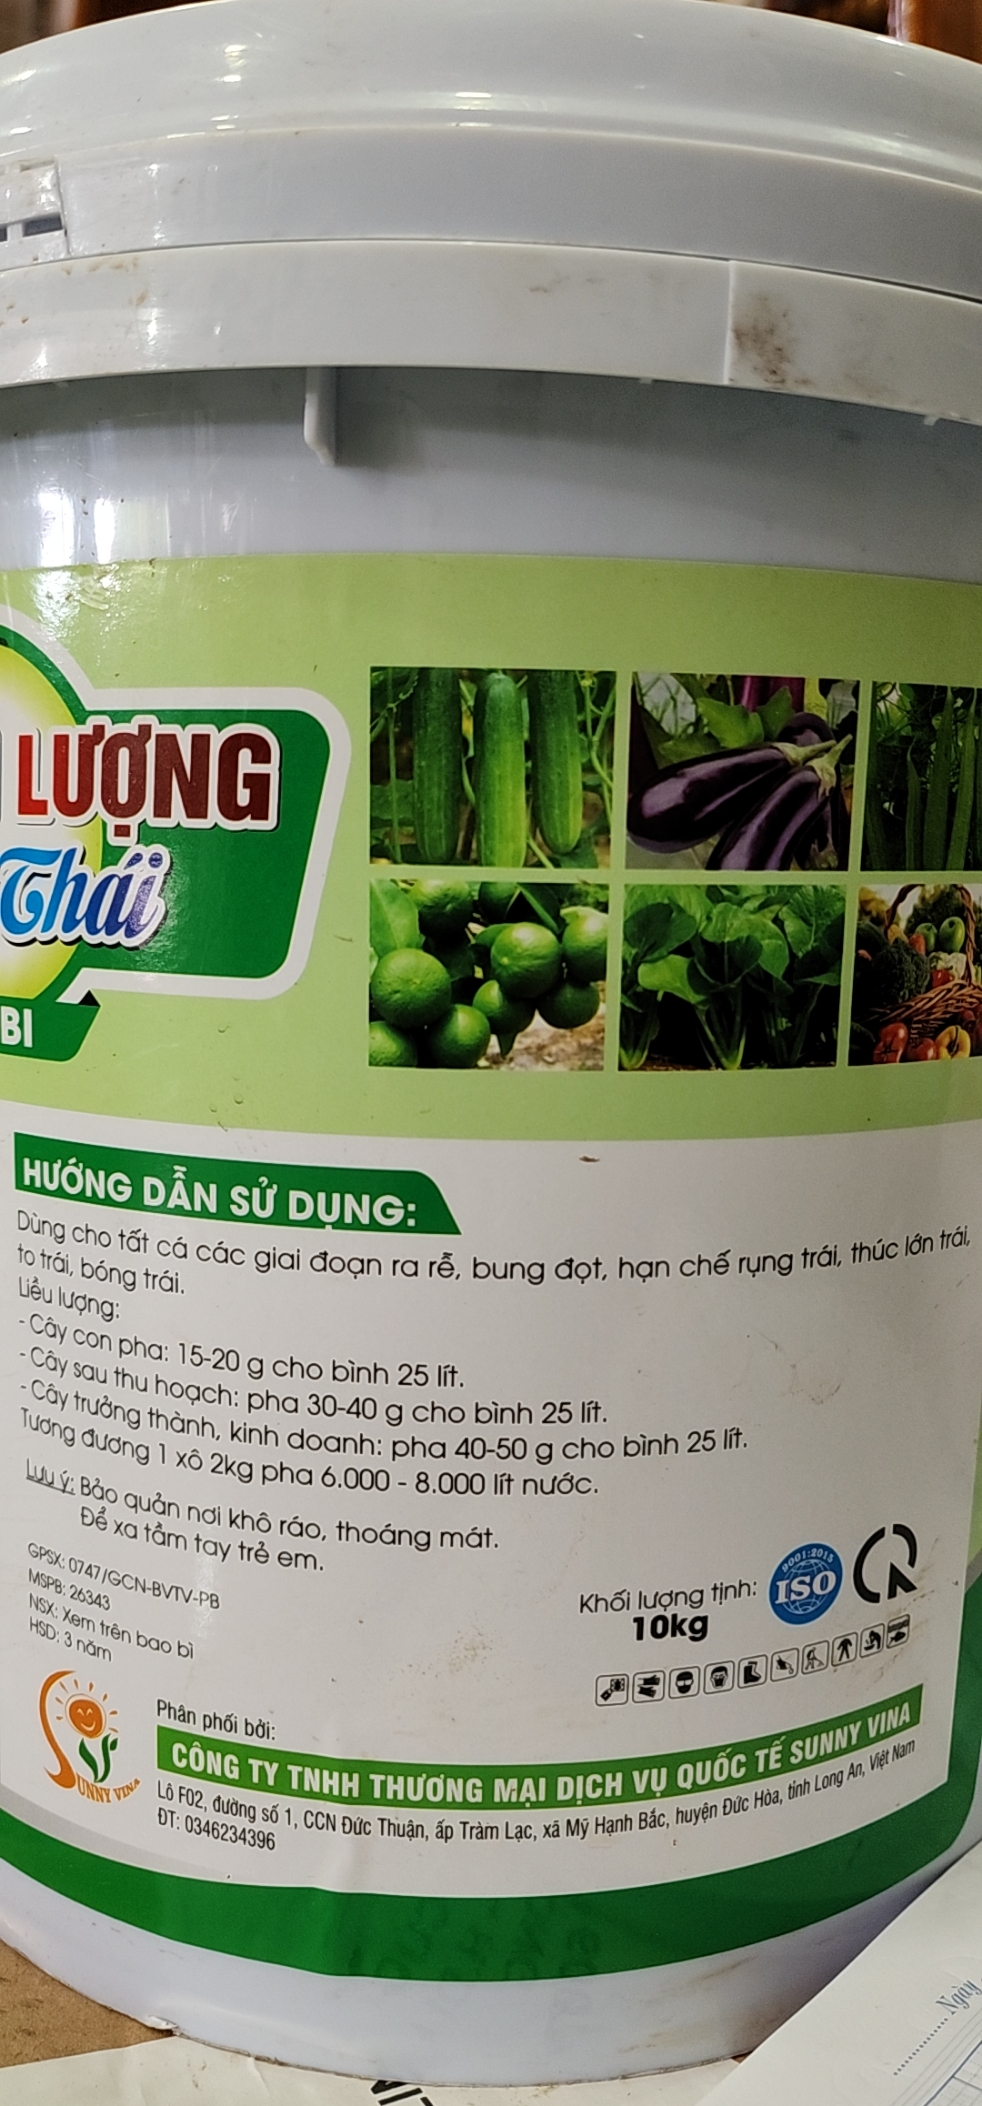 LƯỢNG
Thái
BI
HƯỚNG DẪN SỬ DỤNG:
Dùng cho tất cả các giai đoạn ra rễ, bung đọt, hạn chế rụng trái, thúc lớn trái,
to trái, bóng trái.
Liều lượng:
- Cây con pha: 15-20 g cho bình 25 lít.
- Cây sau thu hoạch: pha 30-40 g cho bình 25 lít.
- Cây trưởng thành, kinh doanh: pha 40-50 g cho bình 25 lít.
Tương đương 1 xô 2kg pha 6.000 - 8.000 lít nước.
Lưu ý: Bảo quản nơi khô ráo, thoáng mát.
Để xa tầm tay trẻ em.
GPSX: 0747/GCN-BVTV-PB
MSPB: 26343
NSX: Xem trên bao bì
HSD: 3 năm
Khối lượng tịnh:
10kg
9001:2015
ISO
SUNNY VINA
Phân phối bởi:
CÔNG TY TNHH THƯƠNG MẠI DỊCH VỤ QUỐC TẾ SUNNY VINA
Lô F02, đường số 1, CCN Đức Thuận, ấp Tràm Lạc, xã Mỹ Hạnh Bắc, huyện Đức Hòa, tỉnh Long An, Việt Nam
ĐT: 0346234396
Ngày